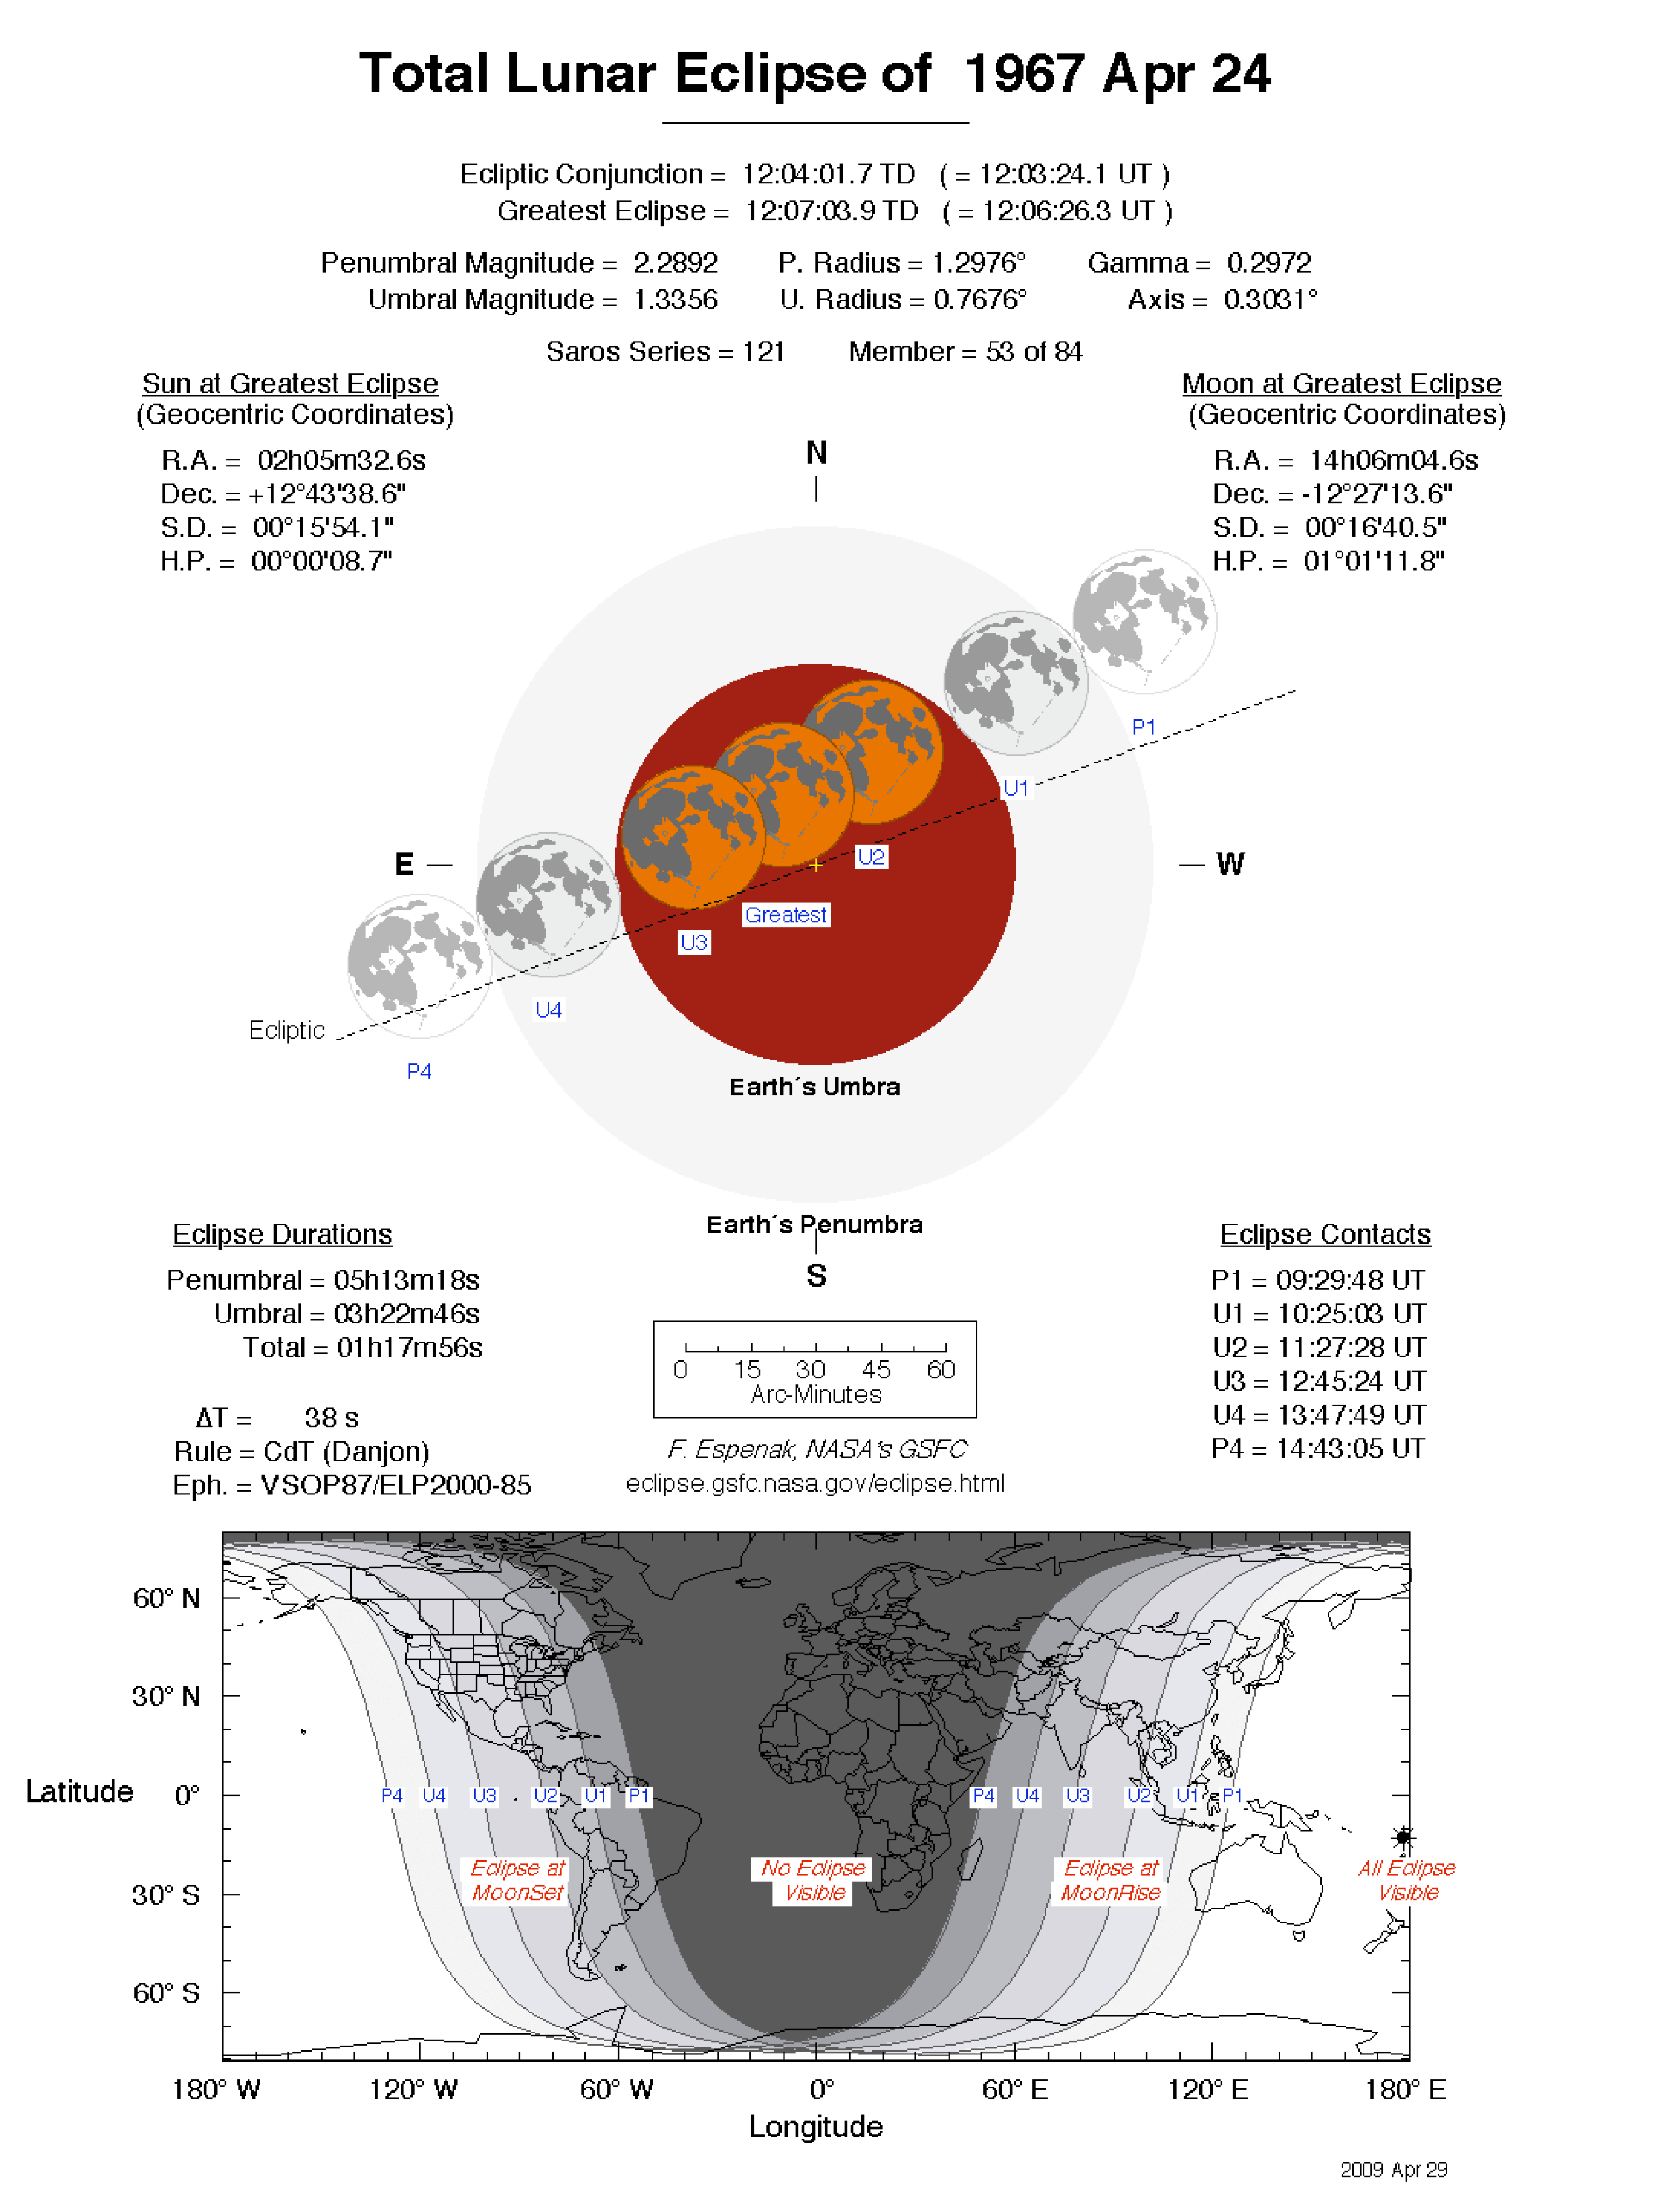 Total Lunar Eclipse of 1967 Apr 24
Ecliptic Conjunction = 12:04:01.7 TD ( = 12:03:24.1 UT )
Greatest Eclipse = 12:07:03.9 TD ( = 12:06:26.3 UT )
Penumbral Magnitude = 2.2892 P. Radius = 1.2976° Gamma = 0.2972
Umbral Magnitude = 1.3356 U. Radius = 0.7676° Axis = 0.3031°
Saros Series = 121 Member = 53 of 84
Sun at Greatest Eclipse
(Geocentric Coordinates)
R.A. = 02h05m32.6s
Dec. = +12°43'38.6"
S.D. = 00°15'54.1"
H.P. = 00°00'08.7"
Moon at Greatest Eclipse
(Geocentric Coordinates)
R.A. = 14h06m04.6s
Dec. = -12°27'13.6"
S.D. = 00°16'40.5"
H.P. = 01°01'11.8"
N
P1
U1
E
W
U2
Greatest
U3
U4
Ecliptic
P4
Earth´s Umbra
Earth´s Penumbra
S
Eclipse Durations
Penumbral = 05h13m18s
Umbral = 03h22m46s
Total = 01h17m56s
ΔT = 38 s
Rule = CdT (Danjon)
Eph. = VSOP87/ELP2000-85
0 15 30 45 60
Arc-Minutes
F. Espenak, NASA's GSFC
eclipse.gsfc.nasa.gov/eclipse.html
Eclipse Contacts
P1 = 09:29:48 UT
U1 = 10:25:03 UT
U2 = 11:27:28 UT
U3 = 12:45:24 UT
U4 = 13:47:49 UT
P4 = 14:43:05 UT
60° N
30° N
Latitude 0°
30° S
60° S
P4 U4 U3 U2 U1 P1 P4 U4 U3 U2 U1 P1
Eclipse at
MoonSet
No Eclipse
Visible
Eclipse at
MoonRise
All Eclipse
Visible
180° W 120° W 60° W 0° 60° E 120° E 180° E
Longitude
2009 Apr 29